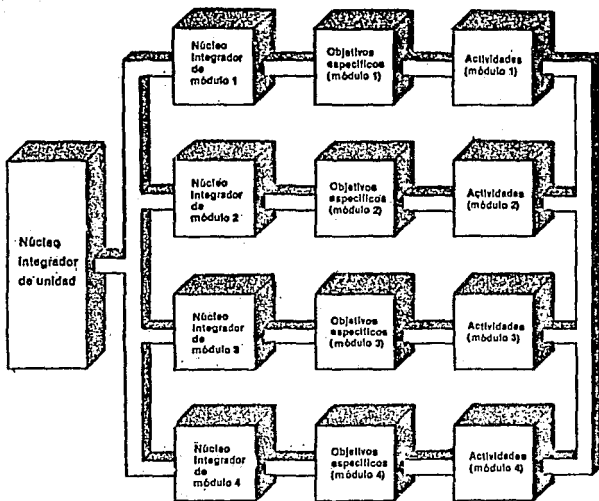 Núcleo
Integrador
de
módulo 1
Objetivos
específicos
(módulo 1)
Actividades
(módulo 1)
Núcleo
Integrador
de
módulo 2
Objetivos
específicos
(módulo 2)
Actividades
(módulo 2)
Núcleo
Integrador
de unidad
Núcleo
Integrador
de
módulo 3
Objetivos
específicos
(módulo 3)
Actividades
(módulo 3)
Núcleo
Integrador
de
módulo 4
Objetivos
específicos
(módulo 4)
Actividades
(módulo 4)